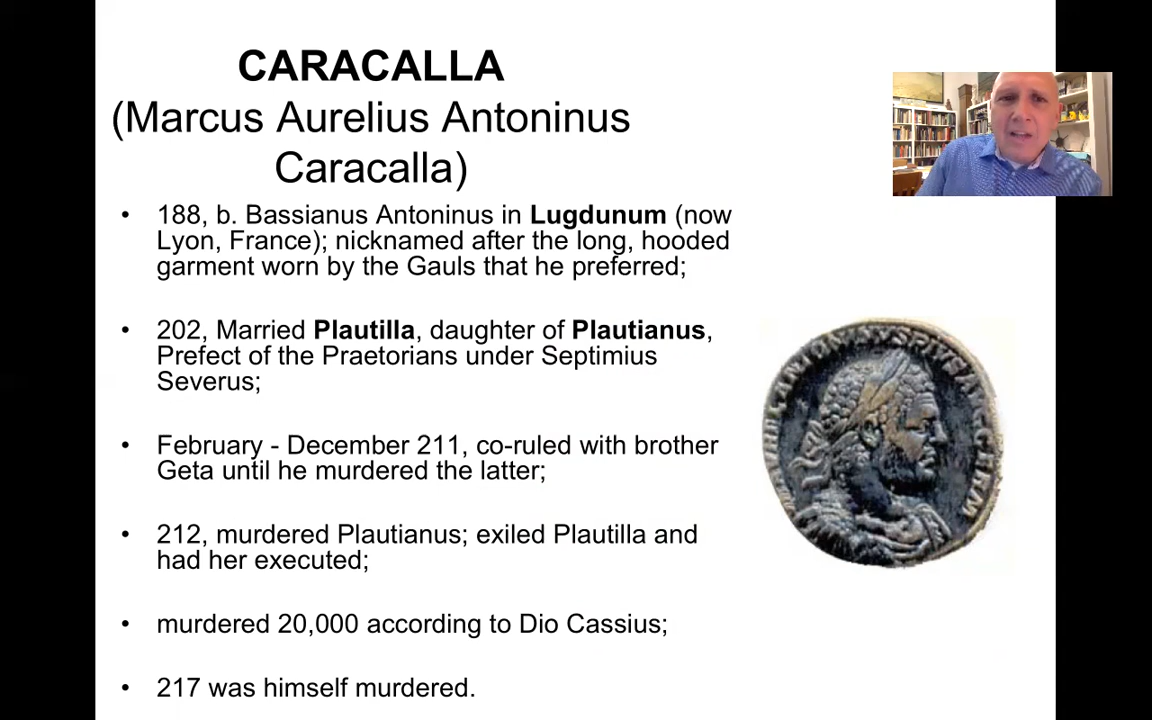 CARACALLA
(Marcus Aurelius Antoninus
Caracalla)
• 188, b. Bassianus Antoninus in Lugdunum (now
Lyon, France); nicknamed after the long, hooded
garment worn by the Gauls that he preferred;
• 202, Married Plautilla, daughter of Plautianus,
Prefect of the Praetorians under Septimius
Severus;
• February - December 211, co-ruled with brother
Geta until he murdered the latter;
• 212, murdered Plautianus; exiled Plautilla and
had her executed;
• murdered 20,000 according to Dio Cassius;
• 217 was himself murdered.